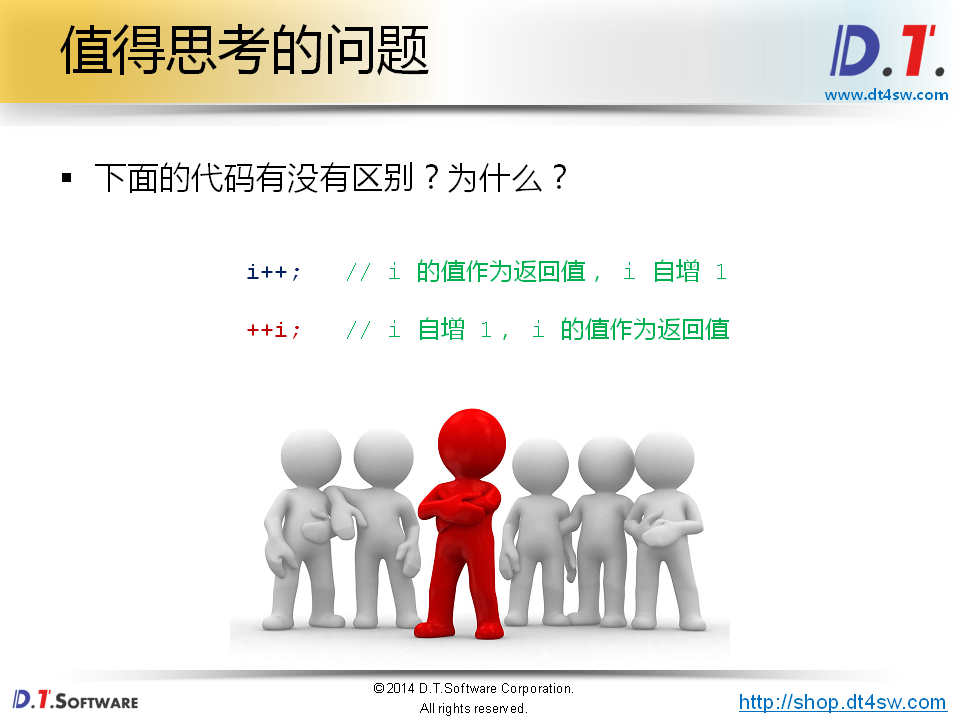 值得思考的问题
D.T.
www.dt4sw.com
▪ 下面的代码有没有区别？为什么？
i++;   // i 的值作为返回值， i 自增 1
++i;   // i 自增 1， i 的值作为返回值
D.T.SOFTWARE
©2014 D.T.Software Corporation.
All rights reserved.
http://shop.dt4sw.com